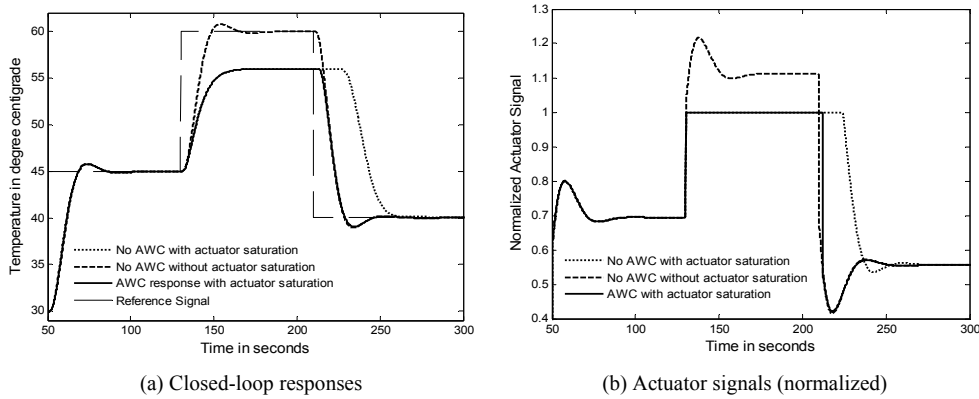 60
55
50
45
40
35
30
Temperature in degree centigrade
No AWC with actuator saturation
No AWC without actuator saturation
AWC response with actuator saturation
Reference Signal
50
100
150
200
250
300
Time in seconds
(a) Closed-loop responses
1.3
1.2
1.1
1
0.9
0.8
0.7
0.6
0.5
0.4
Normalized Actuator Signal
No AWC with actuator saturation
No AWC without actuator saturation
AWC with actuator saturation
50
100
150
200
250
300
Time in seconds
(b) Actuator signals (normalized)